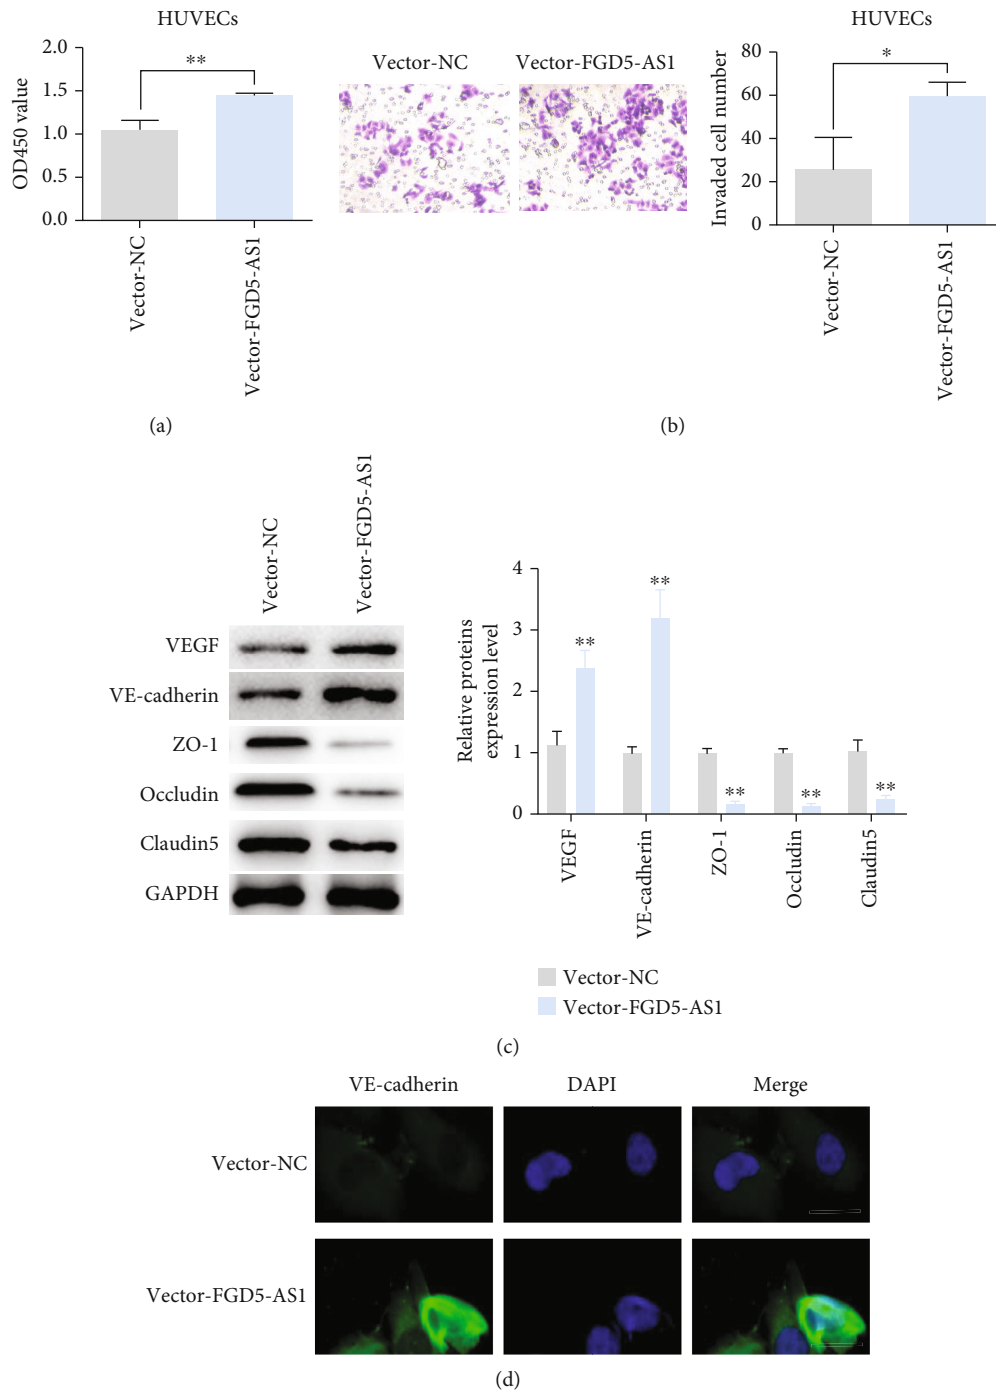 HUVECs
OD450 value
2.0
1.5
1.0
0.5
0.0
**
Vector-NC
Vector-FGD5-AS1
(a)
Vector-NC
Vector-FGD5-AS1
HUVECs
Invaded cell number
80
60
40
20
0
*
Vector-NC
Vector-FGD5-AS1
(b)
Vector-NC
Vector-FGD5-AS1
VEGF
VE-cadherin
ZO-1
Occludin
Claudin5
GAPDH
Relative proteins
expression level
4
3
2
1
0
**
**
**
**
**
VEGF
VE-cadherin
ZO-1
Occludin
Claudin5
Vector-NC
Vector-FGD5-AS1
(c)
VE-cadherin
DAPI
Merge
Vector-NC
Vector-FGD5-AS1
(d)